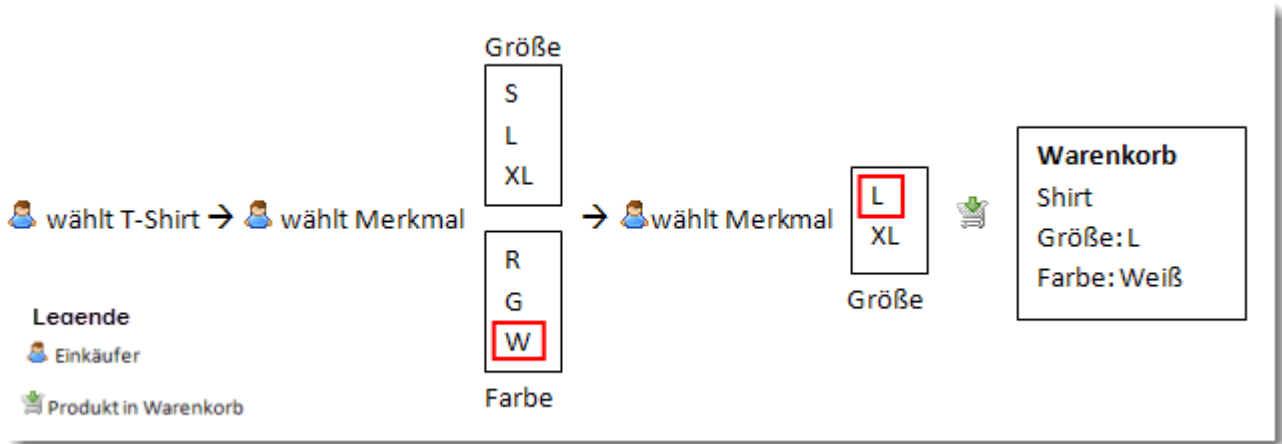 Größe
S
L
XL
wählt T-Shirt → wählt Merkmal → wählt Merkmal
R
G
W
Farbe
L
XL
Größe
Warenkorb
Shirt
Größe: L
Farbe: Weiß
Legende
Einkäufer
Produkt in Warenkorb